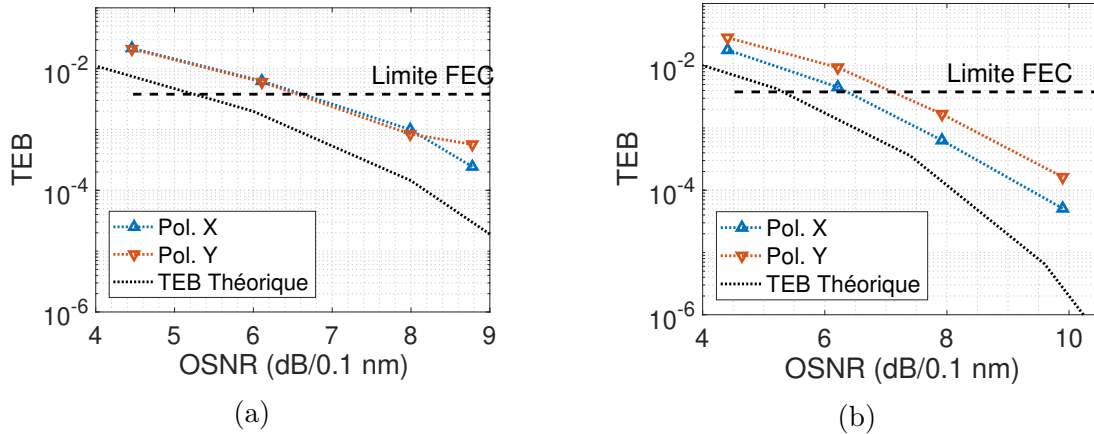 TEB
10^-2
10^-4
10^-6
Limite FEC
Pol. X
Pol. Y
TEB Théorique
4 5 6 7 8 9
OSNR (dB/0.1 nm)
(a)
TEB
10^-2
10^-4
10^-6
Limite FEC
Pol. X
Pol. Y
TEB Théorique
4 6 8 10
OSNR (dB/0.1 nm)
(b)